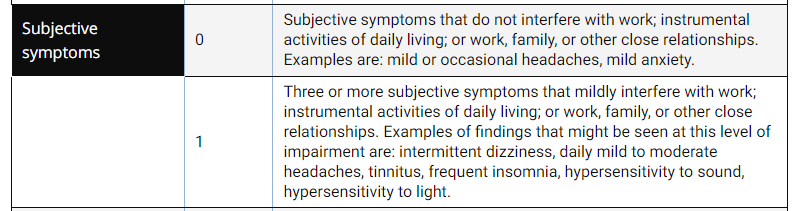 Subjective
symptoms
0
Subjective symptoms that do not interfere with work; instrumental
activities of daily living; or work, family, or other close relationships.
Examples are: mild or occasional headaches, mild anxiety.
1
Three or more subjective symptoms that mildly interfere with work;
instrumental activities of daily living; or work, family, or other close
relationships. Examples of findings that might be seen at this level of
impairment are: intermittent dizziness, daily mild to moderate
headaches, tinnitus, frequent insomnia, hypersensitivity to sound,
hypersensitivity to light.